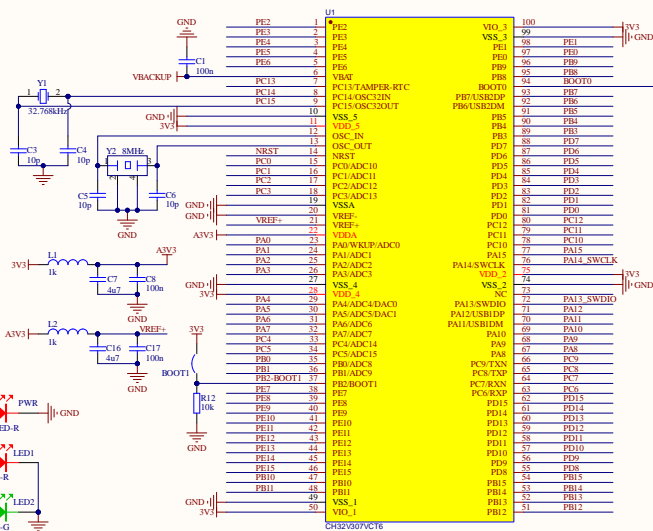 U1
GND
C1
100n
VBACKUP
Y1
1
2
32.768kHz
C3
10p
C4
10p
GND
Y2 8MHz
1
3
C5
10p
C6
10p
GND
GND
3V3
GND
GND
VREF+
A3V3
L1
3V3
1k
A3V3
C7
4u7
C8
100n
GND
GND
3V3
L2
A3V3
1k
VREF+
C16
4u7
C17
100n
GND
3V3
BOOT1
R12
10k
GND
PWR
GND
ED-R
LED1
-R
LED2
-G
GND
3V3
PE2 1 PE2
PE3 2 PE3
PE4 3 PE4
PE5 4 PE5
PE6 5 PE6
6 VBAT
PC13 7 PC13/TAMPER-RTC
PC14 8 PC14/OSC32IN
PC15 9 PC15/OSC32OUT
10 VSS_5
11 VDD_5
12 OSC_IN
13 OSC_OUT
NRST 14 NRST
PC0 15 PC0/ADC10
PC1 16 PC1/ADC11
PC2 17 PC2/ADC12
PC3 18 PC3/ADC13
19 VSSA
20 VREF-
21 VREF+
22 VDDA
PA0 23 PA0/WKUP/ADC0
PA1 24 PA1/ADC1
PA2 25 PA2/ADC2
PA3 26 PA3/ADC3
27 VSS_4
28 VDD_4
PA4 29 PA4/ADC4/DAC0
PA5 30 PA5/ADC5/DAC1
PA6 31 PA6/ADC6
PA7 32 PA7/ADC7
PC4 33 PC4/ADC14
PC5 34 PC5/ADC15
PB0 35 PB0/ADC8
PB1 36 PB1/ADC9
PB2-BOOT1 37 PB2/BOOT1
PE7 38 PE7
PE8 39 PE8
PE9 40 PE9
PE10 41 PE10
PE11 42 PE11
PE12 43 PE12
PE13 44 PE13
PE14 45 PE14
PE15 46 PE15
PB10 47 PB10
PB11 48 PB11
49 VSS_1
50 VIO_1
VIO_3 100
VSS_3 99
PE1 98 PE1
PE0 97 PE0
PB9 96 PB9
PB8 95 PB8
BOOT0 94 BOOT0
PB7/USB2DP 93 PB7
PB6/USB2DM 92 PB6
PB5 91 PB5
PB4 90 PB4
PB3 89 PB3
PD7 88 PD7
PD6 87 PD6
PD5 86 PD5
PD4 85 PD4
PD3 84 PD3
PD2 83 PD2
PD1 82 PD1
PD0 81 PD0
PC12 80 PC12
PC11 79 PC11
PC10 78 PC10
PA15 77 PA15
PA14/SWCLK 76 PA14_SWCLK
VDD_2 75
VSS_2 74
NC 73
PA13/SWDIO 72 PA13_SWDIO
PA12/USB1DP 71 PA12
PA11/USB1DM 70 PA11
PA10 69 PA10
PA9 68 PA9
PA8 67 PA8
PC9/TXN 66 PC9
PC8/TXP 65 PC8
PC7/RXN 64 PC7
PC6/RXP 63 PC6
PD15 62 PD15
PD14 61 PD14
PD13 60 PD13
PD12 59 PD12
PD11 58 PD11
PD10 57 PD10
PD9 56 PD9
PD8 55 PD8
PB15 54 PB15
PB14 53 PB14
PB13 52 PB13
PB12 51 PB12
3V3
GND
3V3
GND
CH32V307VCT6